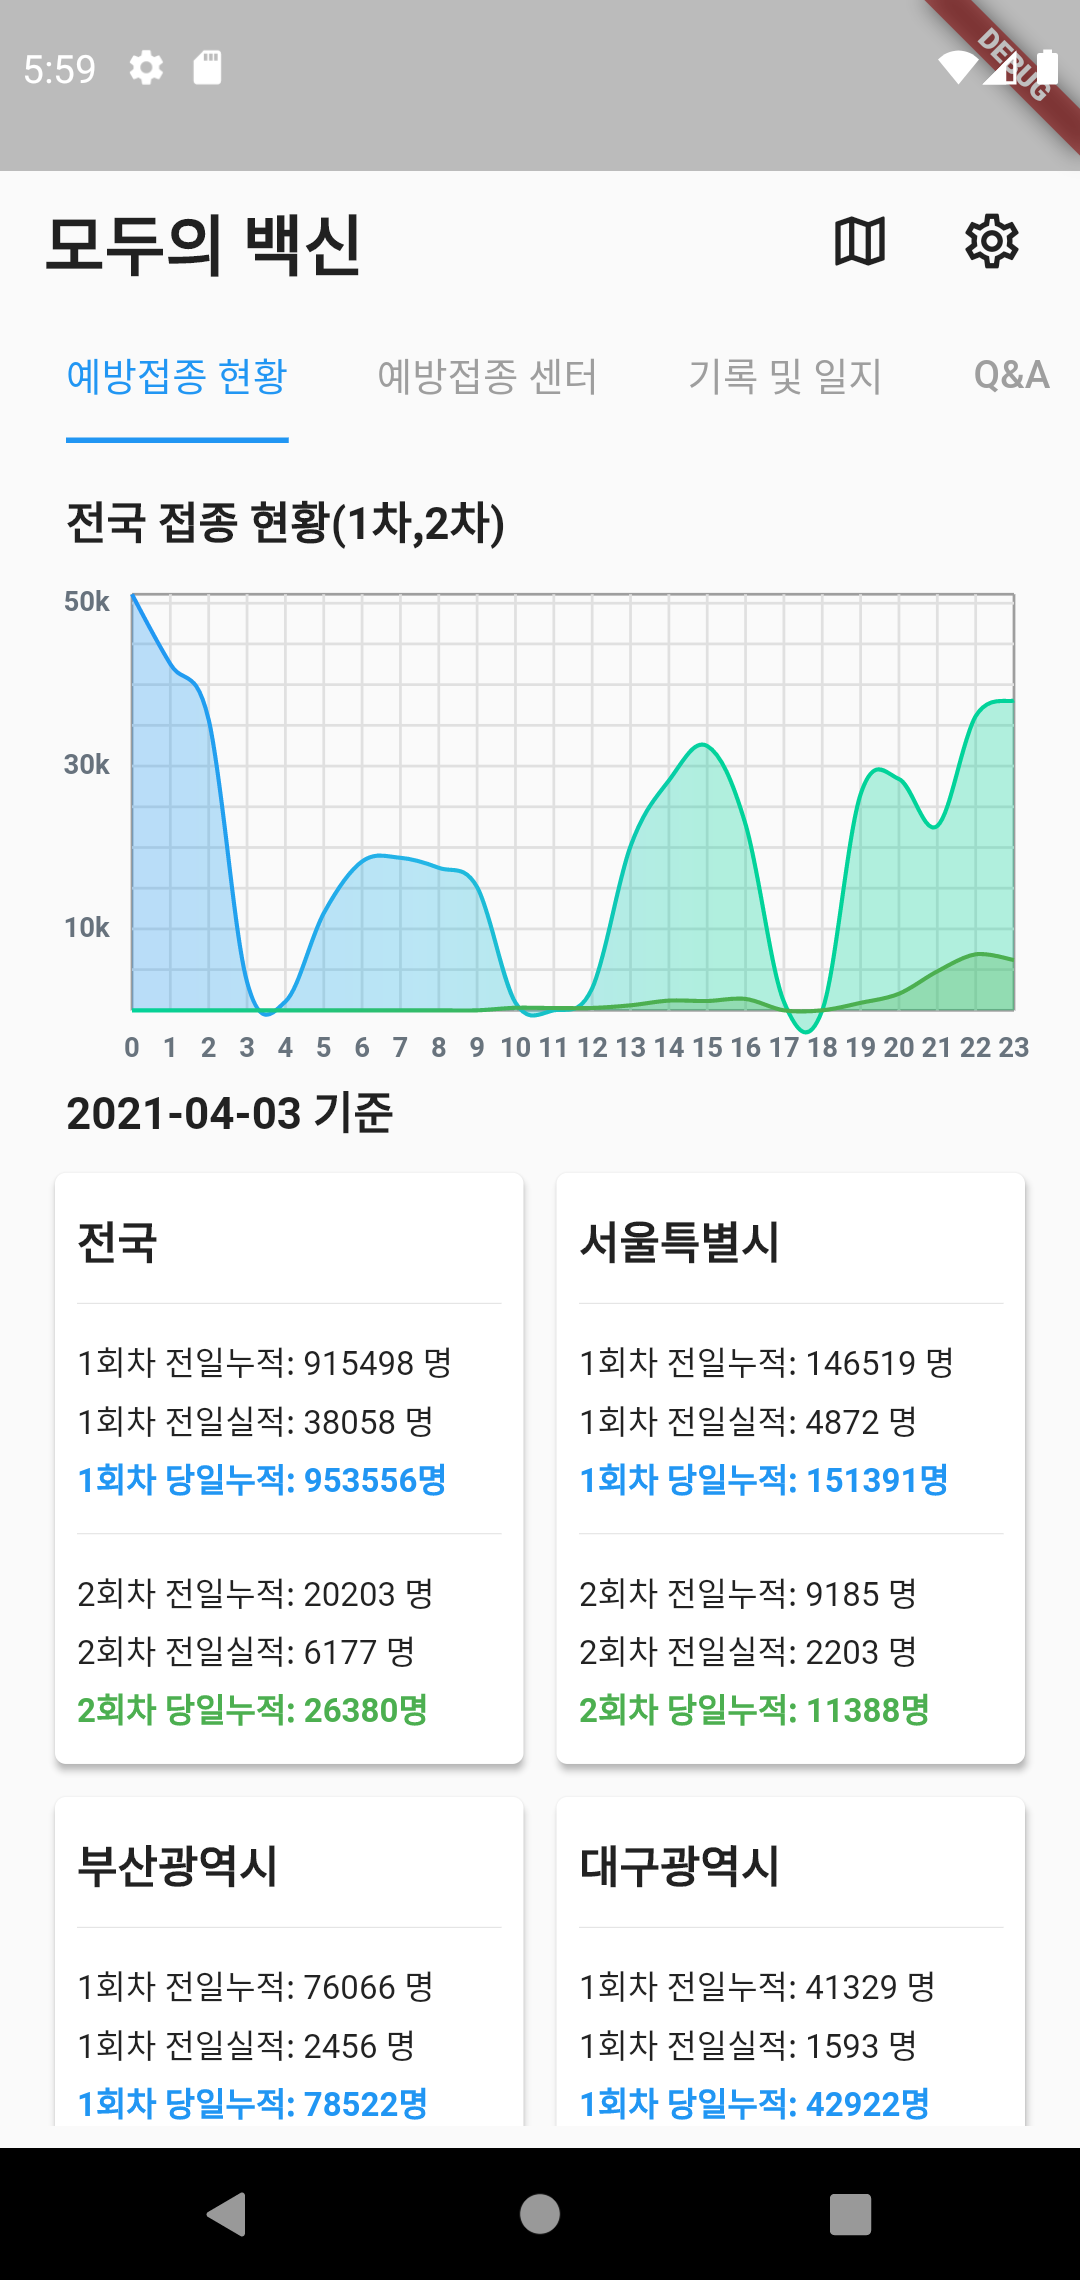 5:59
DEBUG
모두의 백신
예방접종 현황 예방접종 센터 기록 및 일지 Q&A
전국 접종 현황(1차,2차)
50k
30k
10k
0 1 2 3 4 5 6 7 8 9 10 11 12 13 14 15 16 17 18 19 20 21 22 23
2021-04-03 기준
전국
1회차 전일누적: 915498 명
1회차 전일실적: 38058 명
1회차 당일누적: 953556명
2회차 전일누적: 20203 명
2회차 전일실적: 6177 명
2회차 당일누적: 26380명
서울특별시
1회차 전일누적: 146519 명
1회차 전일실적: 4872 명
1회차 당일누적: 151391명
2회차 전일누적: 9185 명
2회차 전일실적: 2203 명
2회차 당일누적: 11388명
부산광역시
1회차 전일누적: 76066 명
1회차 전일실적: 2456 명
1회차 당일누적: 78522명
대구광역시
1회차 전일누적: 41329 명
1회차 전일실적: 1593 명
1회차 당일누적: 42922명